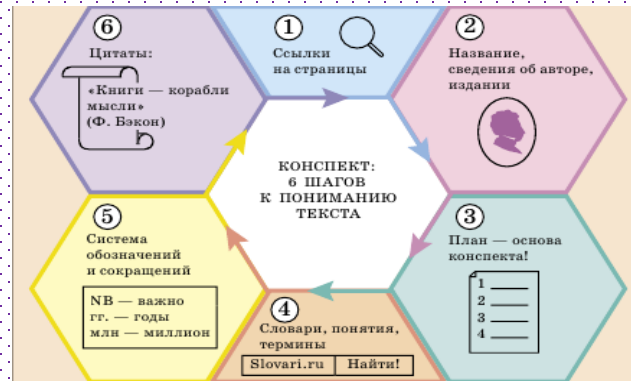 КОНСПЕКТ:
6 ШАГОВ
К ПОНИМАНИЮ
ТЕКСТА
1
Ссылки
на страницы
2
Название,
сведения об авторе,
издании
3
План — основа
конспекта!
1
2
3
4
4
Словари, понятия,
термины
Slovari.ru Найти!
5
Система
обозначений
и сокращений
NB — важно
гг. — годы
млн — миллион
6
Цитаты:
«Книги — корабли
мысли»
(Ф. Бэкон)